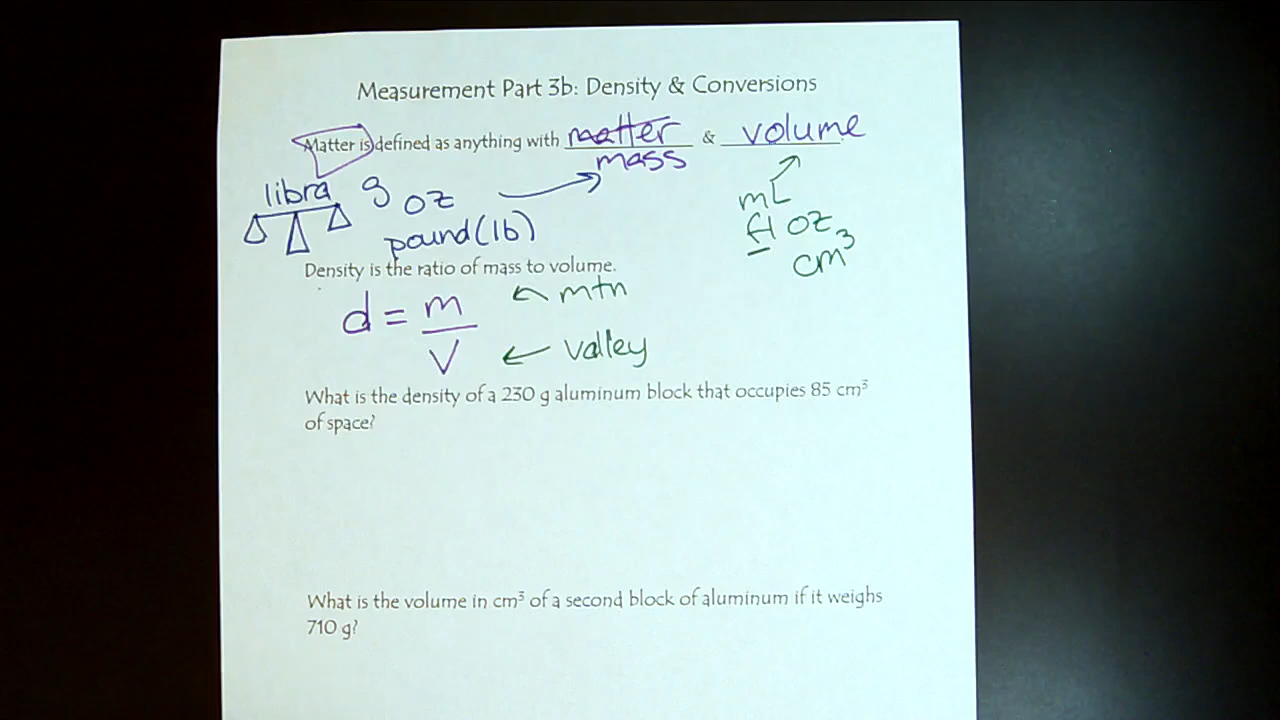 Measurement Part 3b: Density & Conversions
Matter is defined as anything with matter & volume
mass
libra g oz
pound (lb)
mL
fl oz
cm³
Density is the ratio of mass to volume.
d = m ← mtn
V ← valley
What is the density of a 230 g aluminum block that occupies 85 cm³
of space?
What is the volume in cm³ of a second block of aluminum if it weighs
710 g?